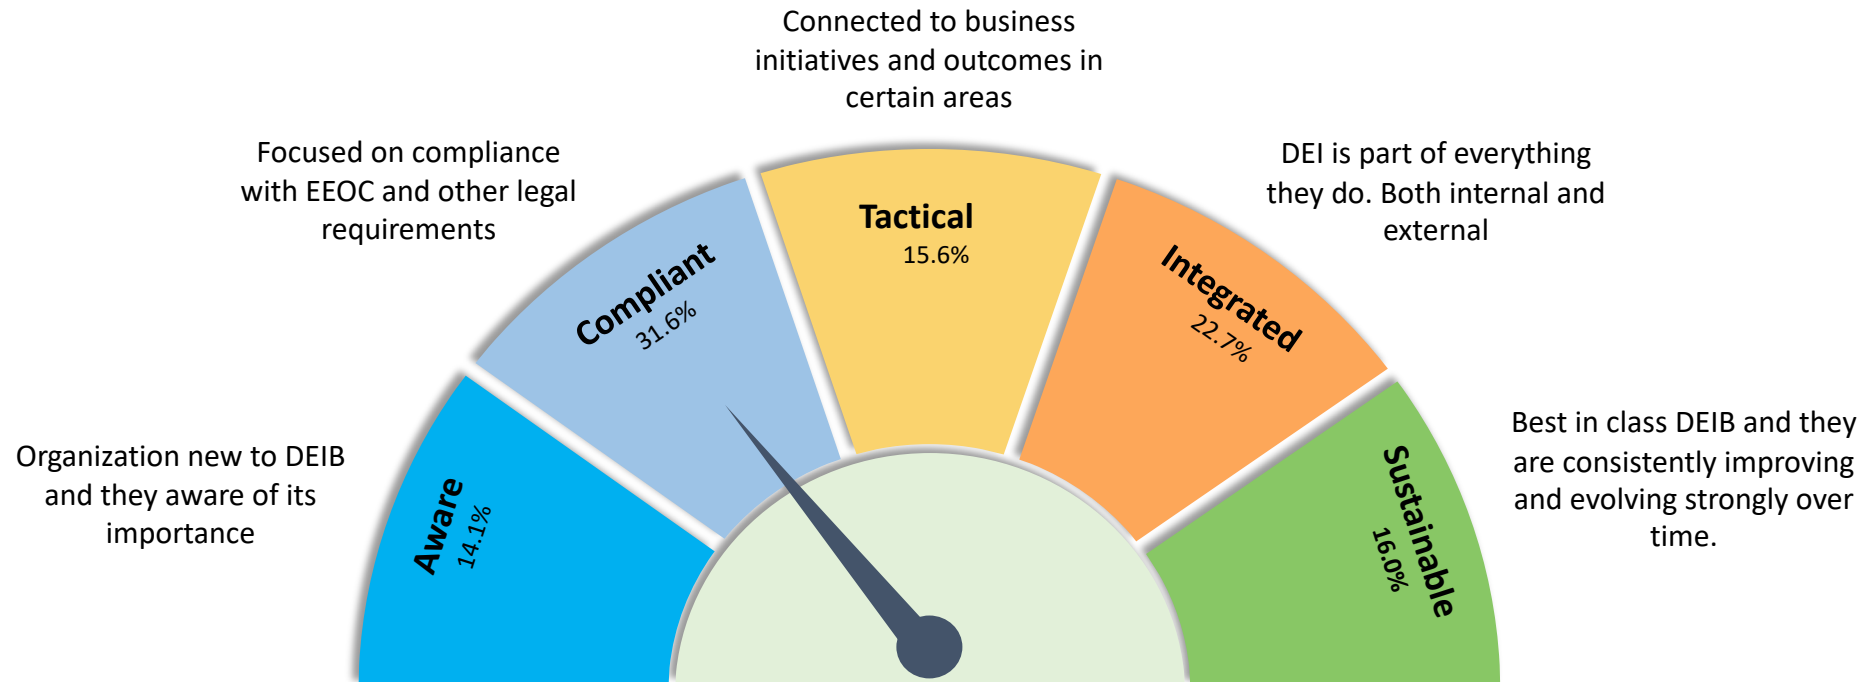 Connected to business
initiatives and outcomes in
certain areas
Focused on compliance
with EEOC and other legal
requirements
DEI is part of everything
they do. Both internal and
external
Tactical
15.6%
Compliant
31.6%
Integrated
22.7%
Organization new to DEIB
and they aware of its
importance
Aware
14.1%
Sustainable
16.0%
Best in class DEIB and they
are consistently improving
and evolving strongly over
time.